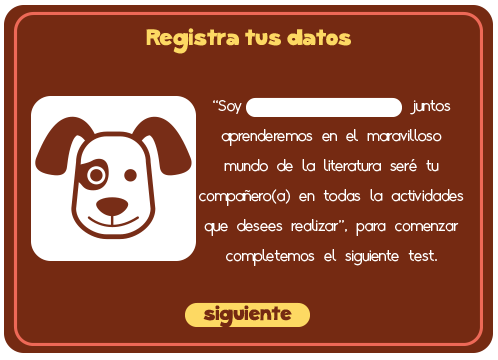 Registra tus datos
“Soy juntos
aprenderemos en el maravilloso
mundo de la literatura seré tu
compañero(a) en todas la actividades
que desees realizar”, para comenzar
completemos el siguiente test.
siguiente